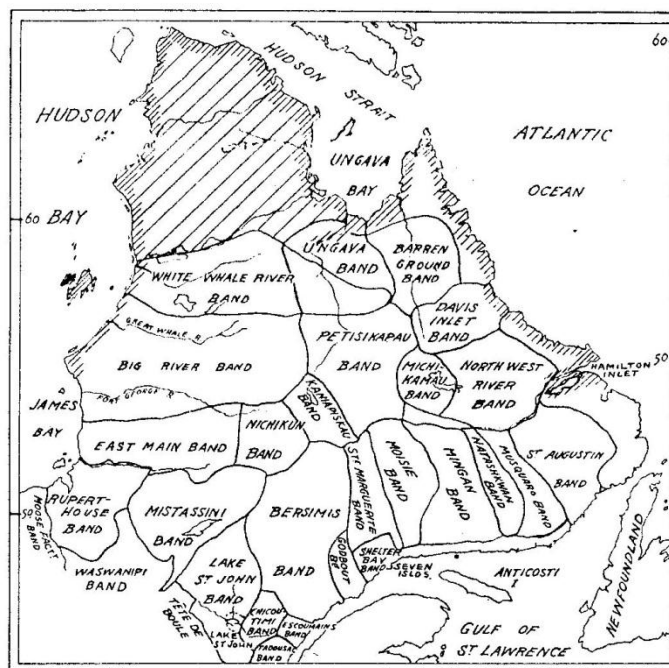 60
HUDSON
STRAIT
HUDSON
ATLANTIC
UNGAVA
BAY
OCEAN
60
BAY
UNGAVA
BAND
BARREN
GROUND
BAND
WHITE WHALE RIVER
BAND
DAVIS
INLET
BAND
GREAT WHALE R.
PETISIKAPAU
BAND
50
BIG RIVER BAND
MICHI-
KAMAU
BAND
NORTH WEST
RIVER
BAND
HAMILTON
INLET
KANIAPISKAU
BAND
FORT GEORGE R.
JAMES
BAY
EAST MAIN BAND
NICHIKUN
BAND
STE MARGUERITE
BAND
MOISIE
BAND
MINGAN
BAND
NATASHKWAN
BAND
MUSQUARO BAND
ST AUGUSTIN
BAND
50
MOOSE FACT.
BAND
RUPERT-
HOUSE
BAND
MISTASSINI
BAND
BERSIMIS
BAND
WASWANIPI
BAND
LAKE
ST JOHN
BAND
GODBOUT
BD
SHELTER
BAY
BAND
SEVEN
ISLDS.
ANTICOSTI
I
NEWFOUNDLAND
TÊTE DE
BOULE
CHICOU-
TIMI
BAND
ESCOUMAINS
BAND
LAKE
ST JOHN
TADOUSAC
BAND
GULF OF
ST LAWRENCE